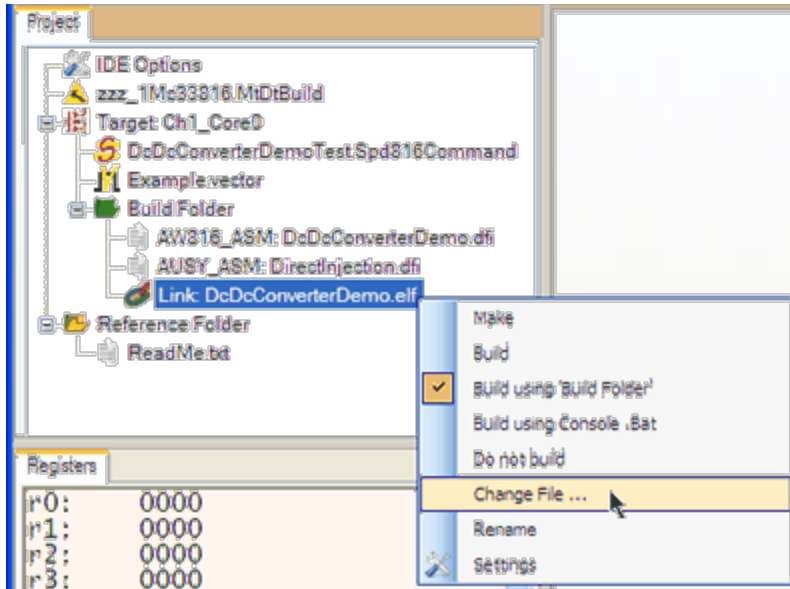 Project
IDE Options
zzz_1Mc33816.MtDtBuild
Target: Ch1_Core0
DcDcConverterDemoTest.Spd816Command
Example.vector
Build Folder
AW816_ASM: DcDcConverterDemo.dfi
AUSY_ASM: DirectInjection.dfi
Link: DcDcConverterDemo.elf
Reference Folder
ReadMe.txt
Make
Build
Build using 'Build Folder'
Build using Console .Bat
Do not build
Change File ...
Rename
Settings
Registers
r0: 0000
r1: 0000
r2: 0000
r3: 0000